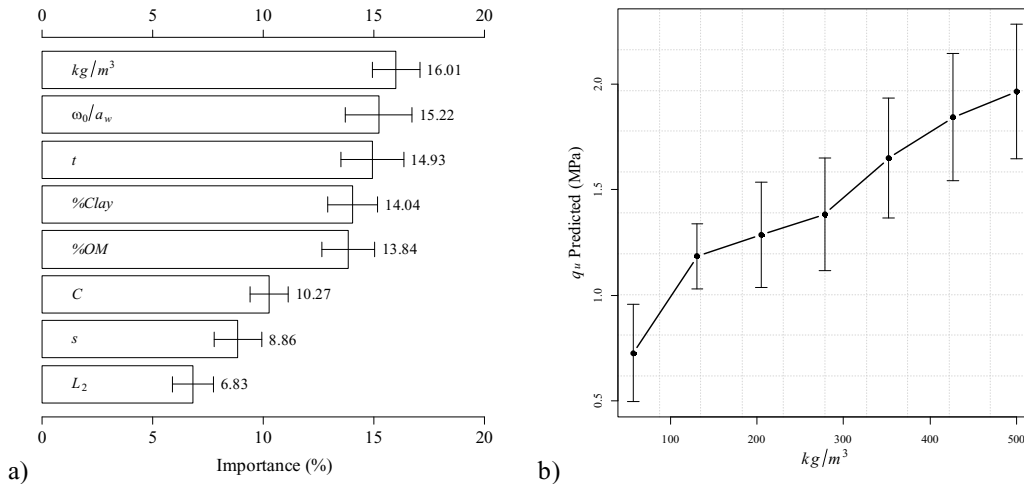 0 5 10 15 20
kg/m³ 16.01
ω₀/a_w 15.22
t 14.93
%Clay 14.04
%OM 13.84
C 10.27
s 8.86
L₂ 6.83
0 5 10 15 20
Importance (%)
a)
q_u Predicted (MPa)
2.0
1.5
1.0
0.5
100 200 300 400 500
kg/m³
b)